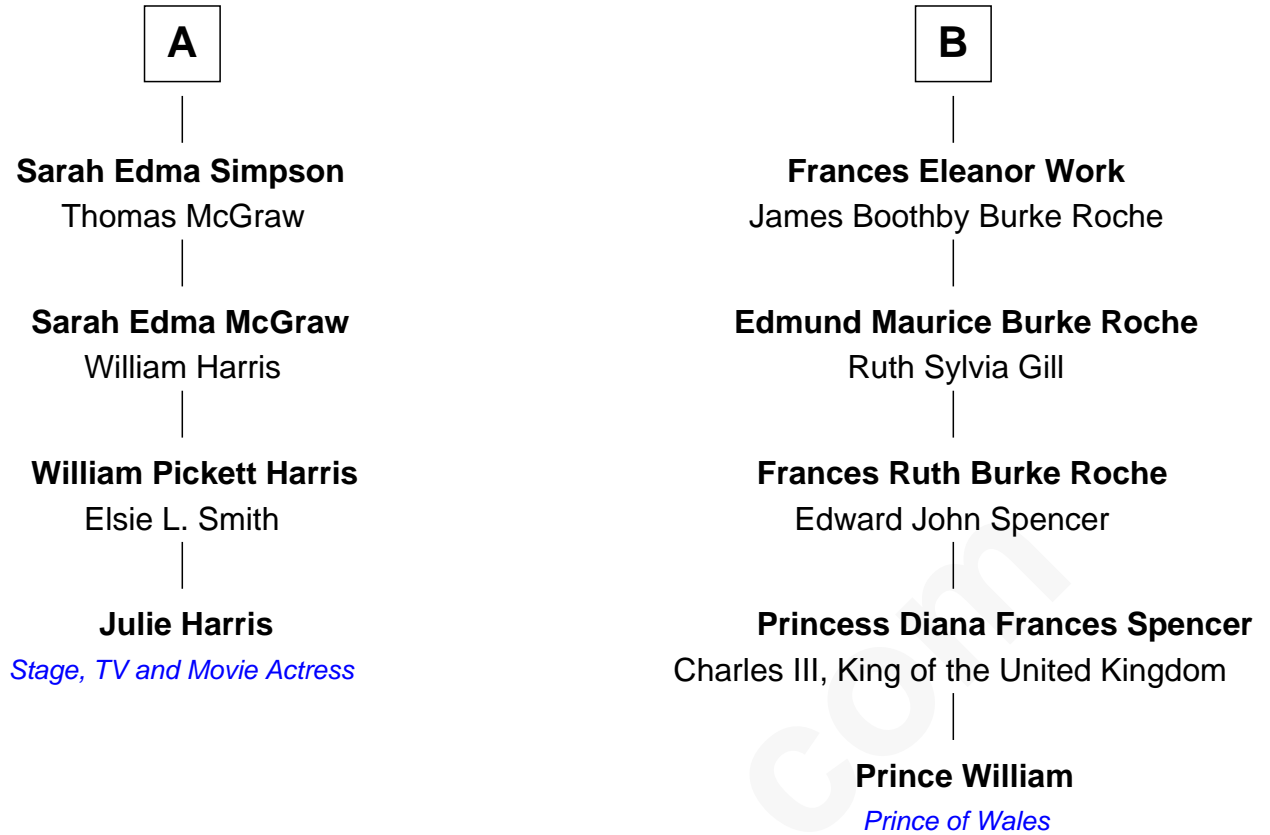 A
Sarah Edma Simpson
Thomas McGraw
Sarah Edma McGraw
William Harris
William Pickett Harris
Elsie L. Smith
Julie Harris
Stage, TV and Movie Actress
B
Frances Eleanor Work
James Boothby Burke Roche
Edmund Maurice Burke Roche
Ruth Sylvia Gill
Frances Ruth Burke Roche
Edward John Spencer
Princess Diana Frances Spencer
Charles III, King of the United Kingdom
Prince William
Prince of Wales
com